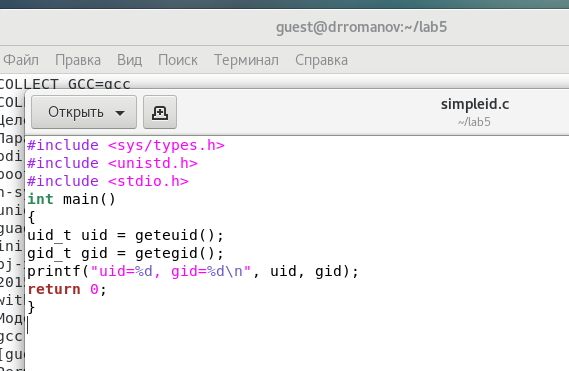 guest@drromanov:~/lab5
Файл Правка Вид Поиск Терминал Справка
COLLECT_GCC=gcc
Открыть
simpleid.c
~/lab5
#include <sys/types.h>
#include <unistd.h>
#include <stdio.h>
int main()
{
uid_t uid = geteuid();
gid_t gid = getegid();
printf("uid=%d, gid=%d\n", uid, gid);
return 0;
}